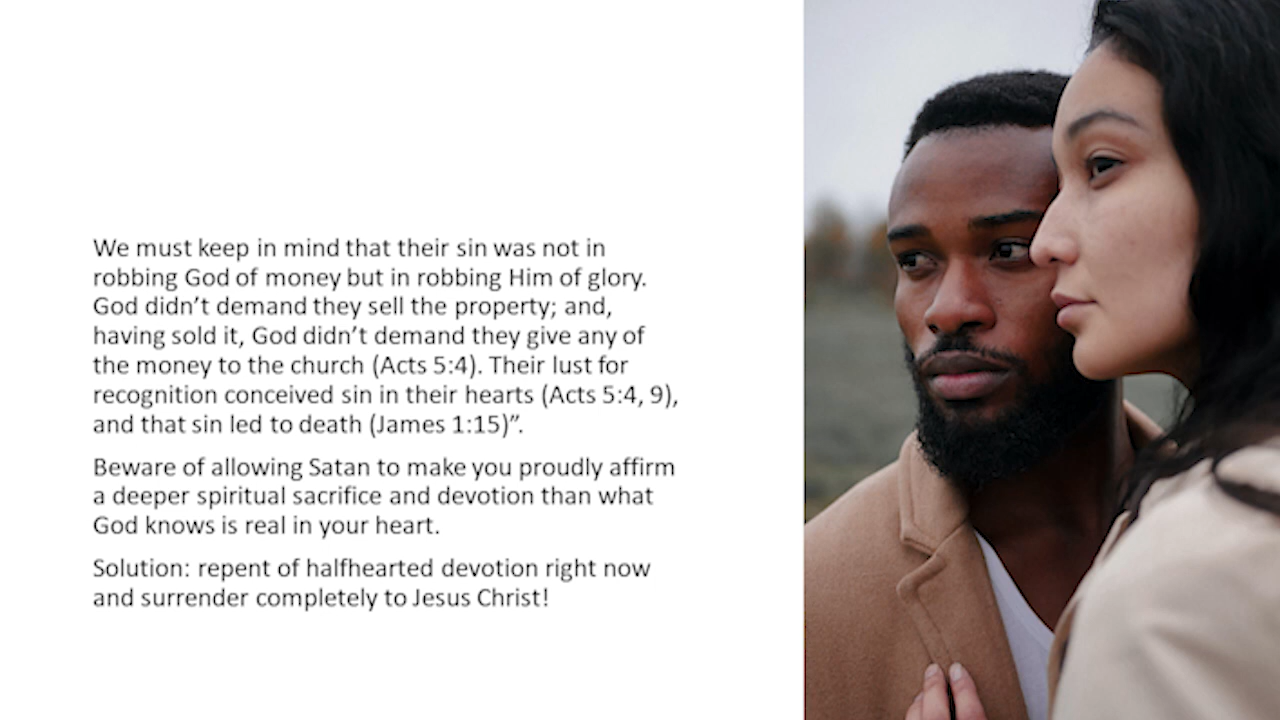 We must keep in mind that their sin was not in
robbing God of money but in robbing Him of glory.
God didn’t demand they sell the property; and,
having sold it, God didn’t demand they give any of
the money to the church (Acts 5:4). Their lust for
recognition conceived sin in their hearts (Acts 5:4, 9),
and that sin led to death (James 1:15)”.
Beware of allowing Satan to make you proudly affirm
a deeper spiritual sacrifice and devotion than what
God knows is real in your heart.
Solution: repent of halfhearted devotion right now
and surrender completely to Jesus Christ!